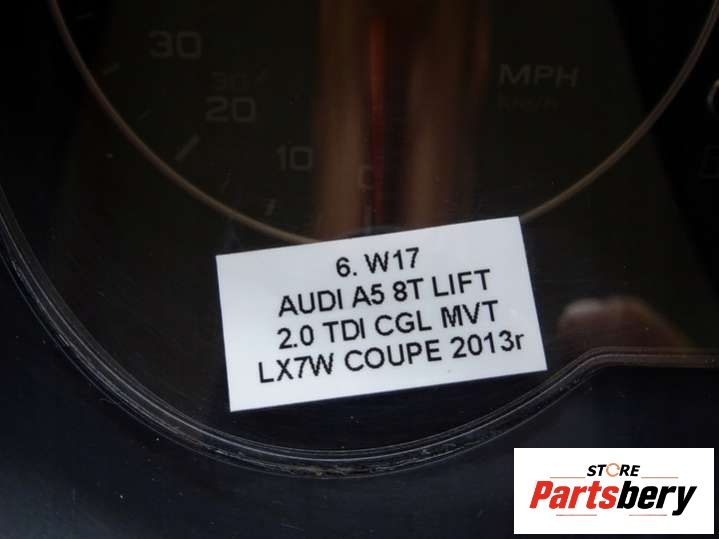 30
30
20
10
0
MPH
km/h
6. W17
AUDI A5 8T LIFT
2.0 TDI CGL MVT
LX7W COUPE 2013r
STORE
Partsbery